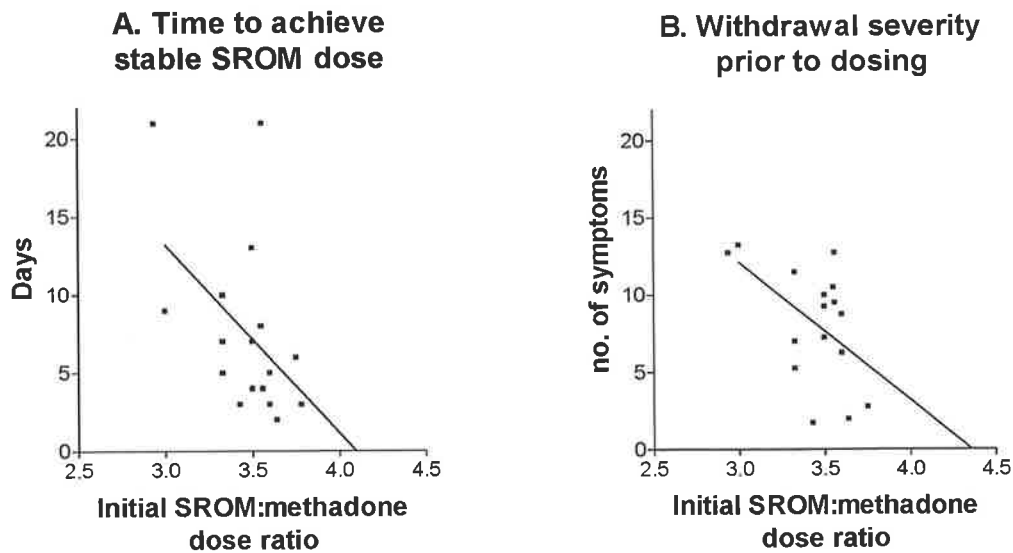 A. Time to achieve
stable SROM dose
Days
20
15
10
5
0
2.5 3.0 3.5 4.0 4.5
Initial SROM:methadone
dose ratio
B. Withdrawal severity
prior to dosing
no. of symptoms
20
15
10
5
0
2.5 3.0 3.5 4.0 4.5
Initial SROM:methadone
dose ratio